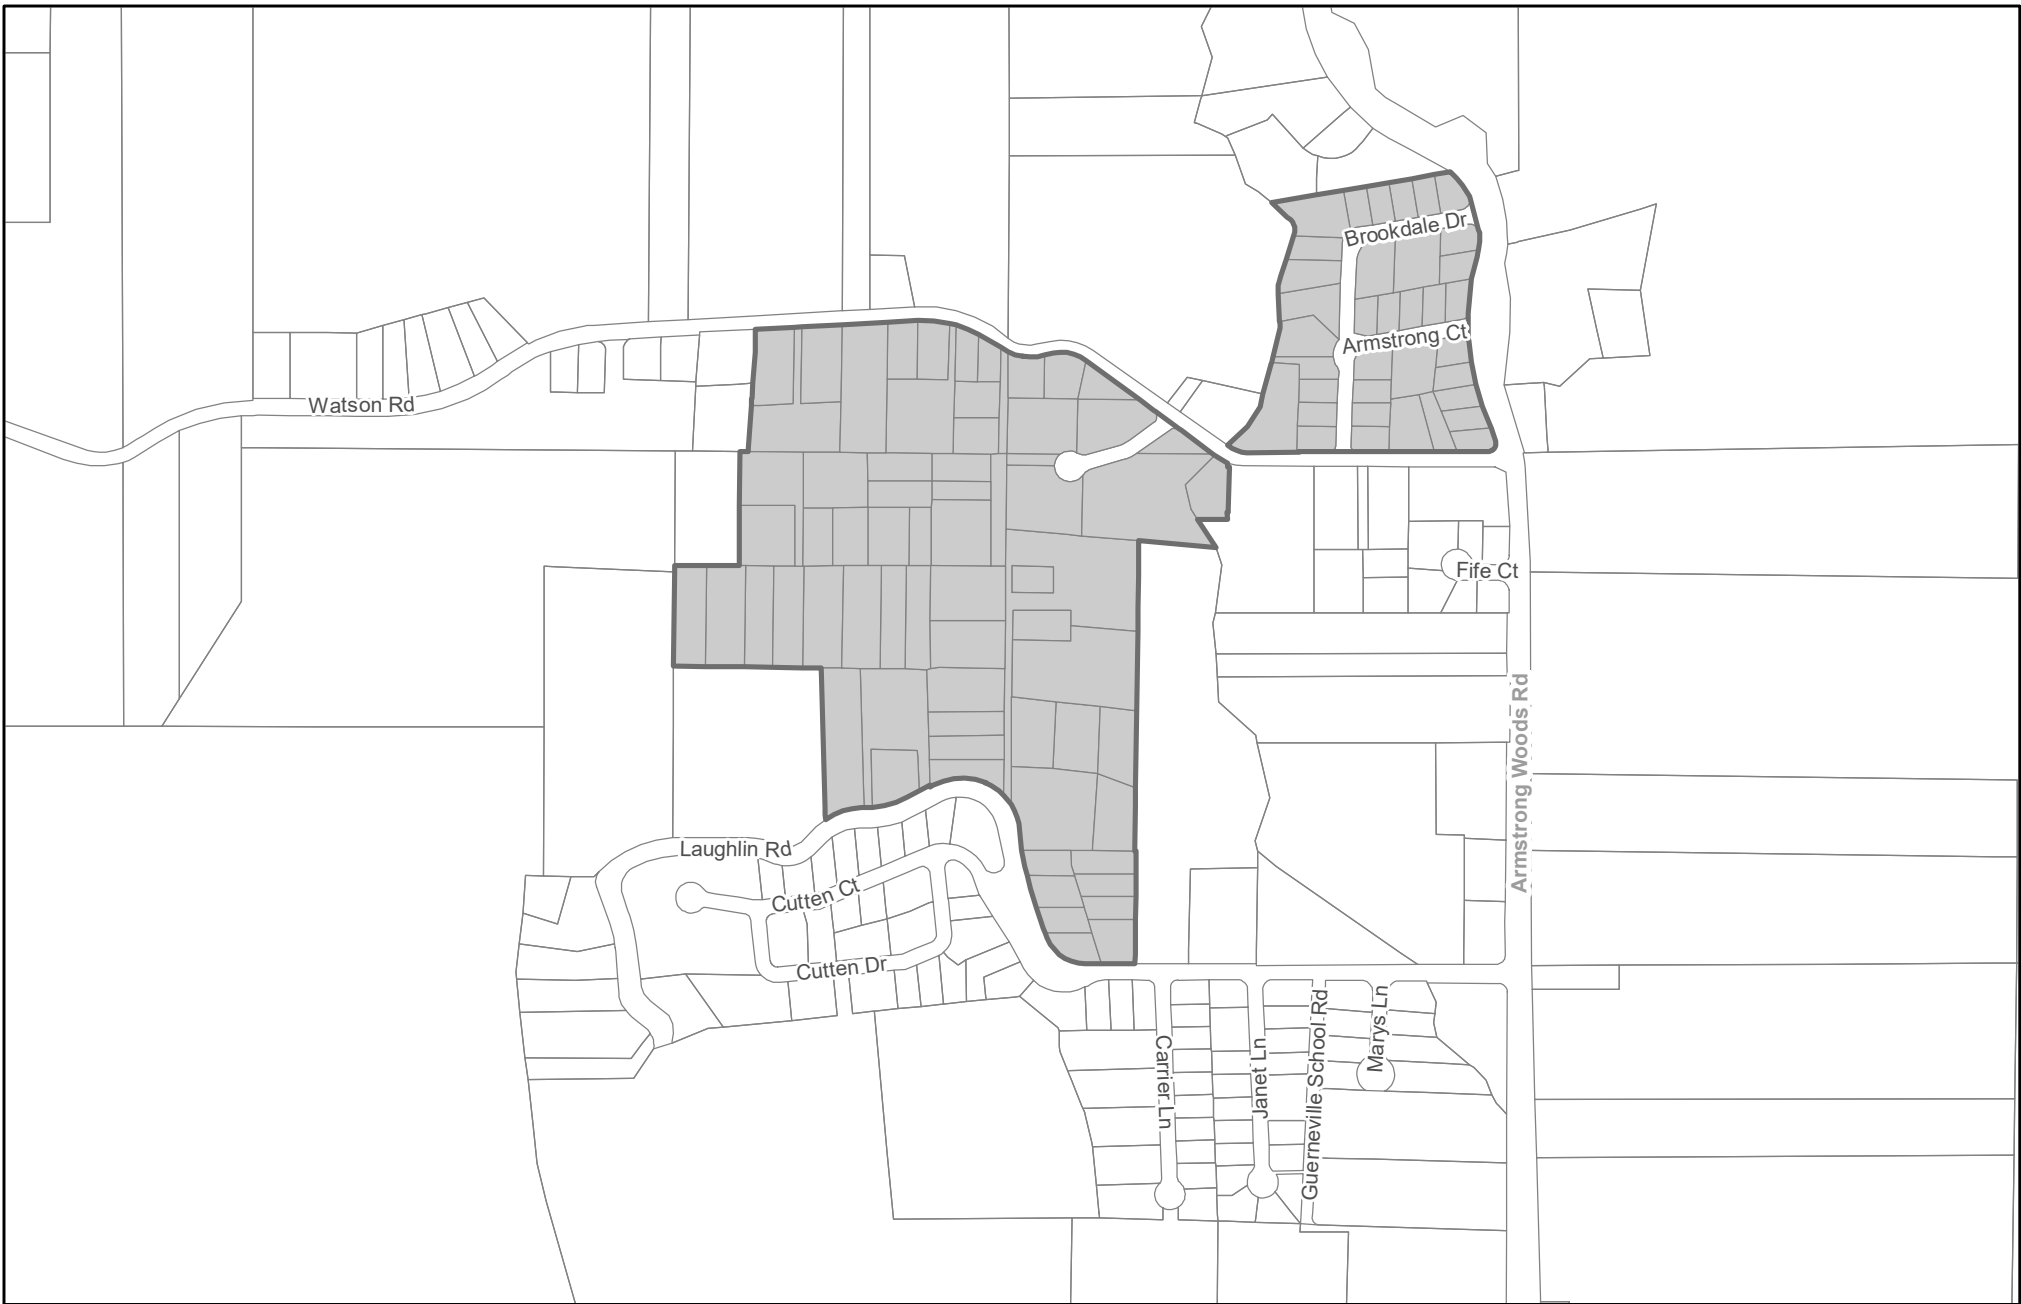 Brookdale Dr
Armstrong Ct
Watson Rd
Fife Ct
Armstrong Woods Rd
Laughlin Rd
Cutten Ct
Cutten Dr
Carrier Ln
Janet Ln
Guerneville School Rd
Marys Ln